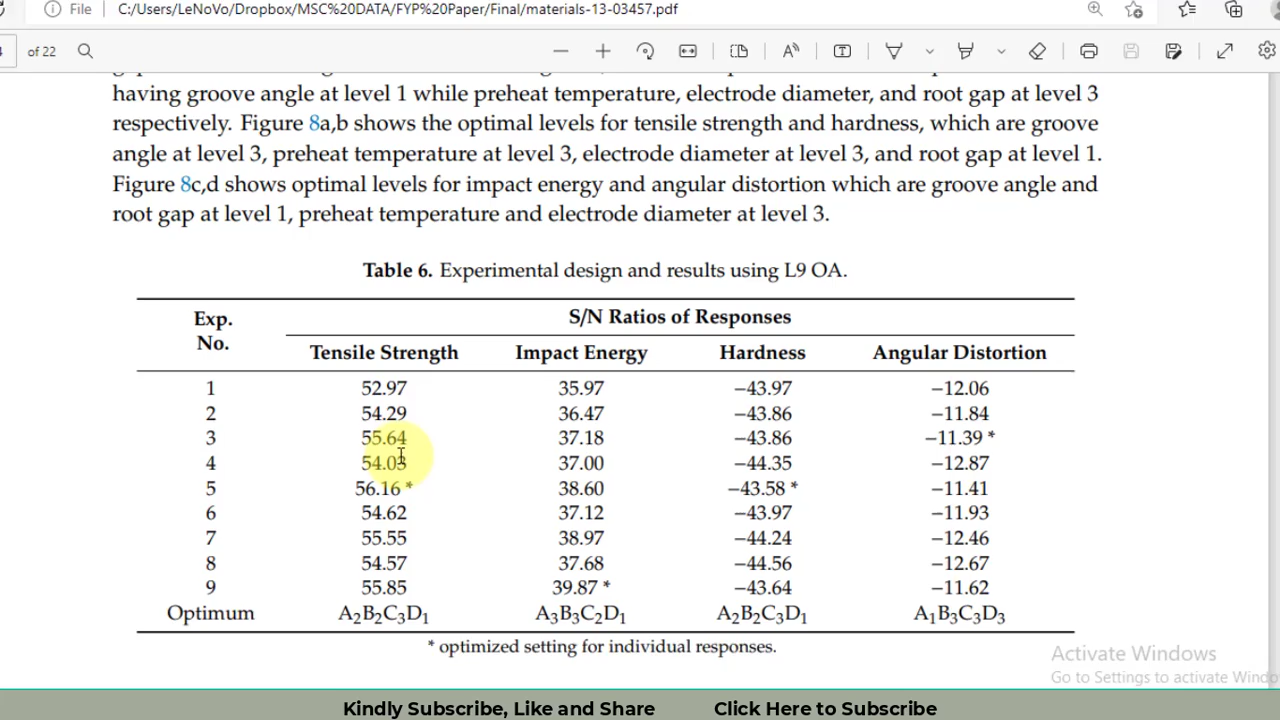 File C:/Users/LeNoVo/Dropbox/MSC%20DATA/FYP%20Paper/Final/materials-13-03457.pdf
of 22
having groove angle at level 1 while preheat temperature, electrode diameter, and root gap at level 3
respectively. Figure 8a,b shows the optimal levels for tensile strength and hardness, which are groove
angle at level 3, preheat temperature at level 3, electrode diameter at level 3, and root gap at level 1.
Figure 8c,d shows optimal levels for impact energy and angular distortion which are groove angle and
root gap at level 1, preheat temperature and electrode diameter at level 3.
Table 6. Experimental design and results using L9 OA.
Exp. No. S/N Ratios of Responses
Tensile Strength Impact Energy Hardness Angular Distortion
1 52.97 35.97 −43.97 −12.06
2 54.29 36.47 −43.86 −11.84
3 55.64 37.18 −43.86 −11.39 *
4 54.03 37.00 −44.35 −12.87
5 56.16 * 38.60 −43.58 * −11.41
6 54.62 37.12 −43.97 −11.93
7 55.55 38.97 −44.24 −12.46
8 54.57 37.68 −44.56 −12.67
9 55.85 39.87 * −43.64 −11.62
Optimum A2B2C3D1 A3B3C2D1 A2B2C3D1 A1B3C3D3
* optimized setting for individual responses.
Activate Windows
Go to Settings to activate Windo
Kindly Subscribe, Like and Share Click Here to Subscribe